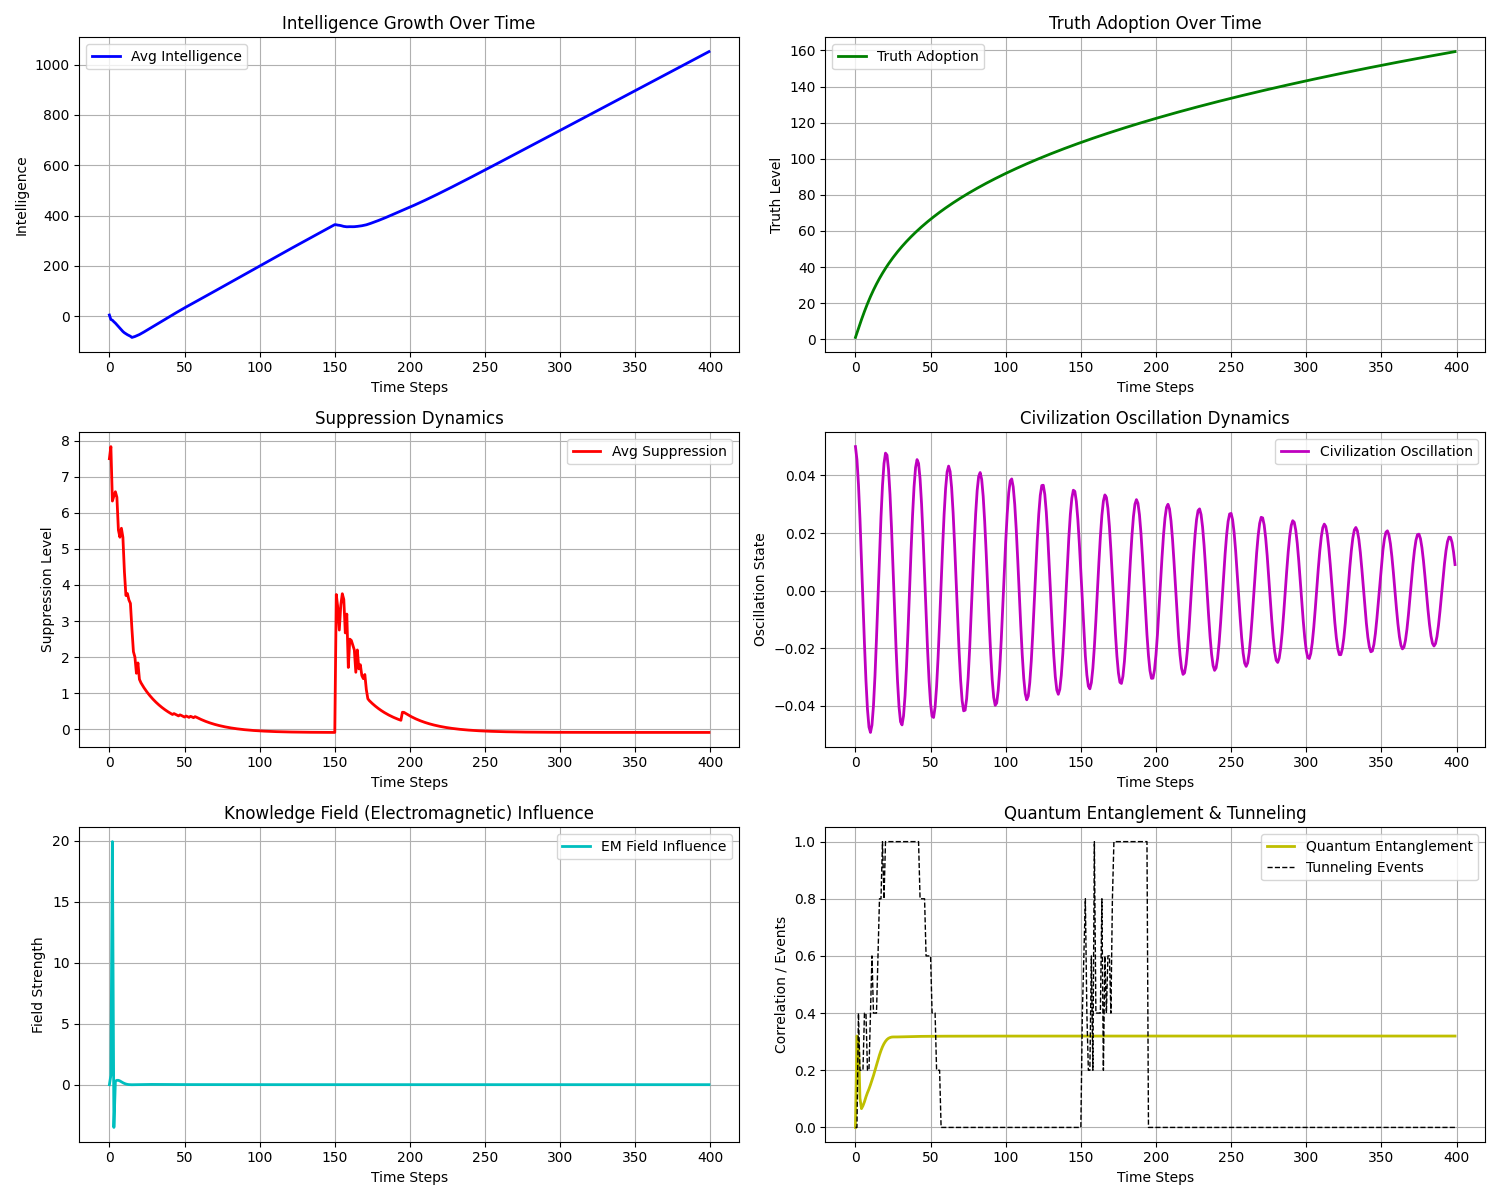 Intelligence Growth Over Time
Avg Intelligence
Intelligence
1000
800
600
400
200
0
0 50 100 150 200 250 300 350 400
Time Steps
Truth Adoption Over Time
Truth Adoption
Truth Level
160
140
120
100
80
60
40
20
0
0 50 100 150 200 250 300 350 400
Time Steps
Suppression Dynamics
Avg Suppression
Suppression Level
8
7
6
5
4
3
2
1
0
0 50 100 150 200 250 300 350 400
Time Steps
Civilization Oscillation Dynamics
Civilization Oscillation
Oscillation State
0.04
0.02
0.00
−0.02
−0.04
0 50 100 150 200 250 300 350 400
Time Steps
Knowledge Field (Electromagnetic) Influence
EM Field Influence
Field Strength
20
15
10
5
0
0 50 100 150 200 250 300 350 400
Time Steps
Quantum Entanglement & Tunneling
Quantum Entanglement
Tunneling Events
Correlation / Events
1.0
0.8
0.6
0.4
0.2
0.0
0 50 100 150 200 250 300 350 400
Time Steps